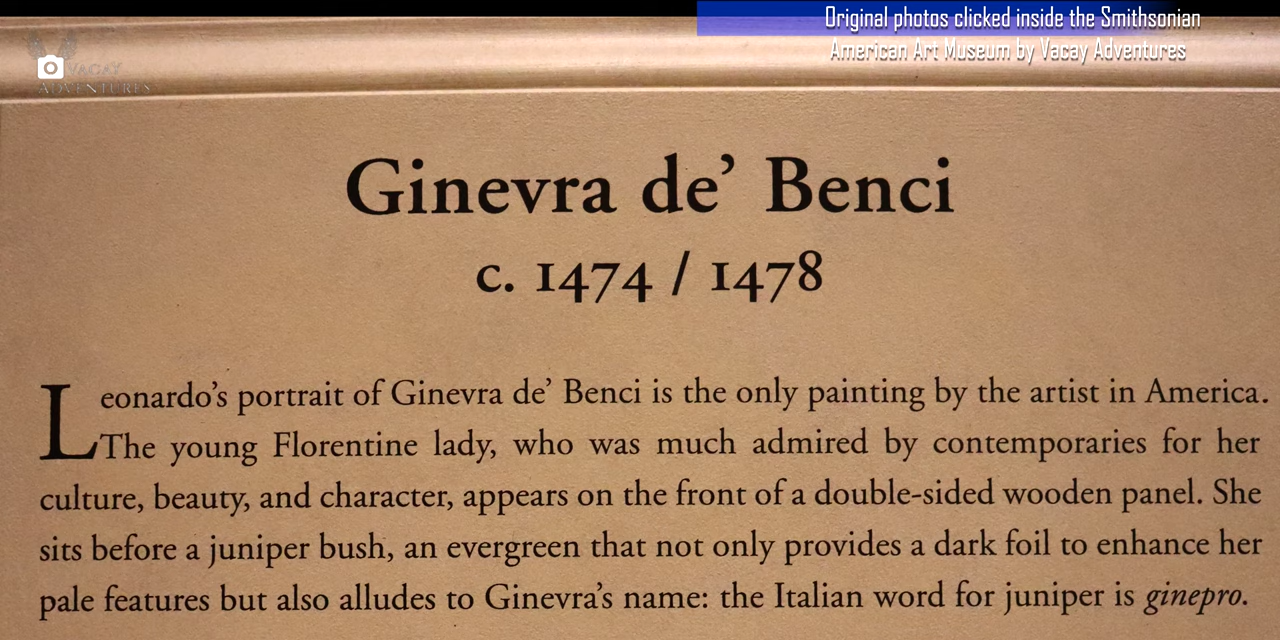 Original photos clicked inside the Smithsonian
American Art Museum by Vacay Adventures
VACAY
ADVENTURES
Ginevra de’ Benci
c. 1474 / 1478
Leonardo’s portrait of Ginevra de’ Benci is the only painting by the artist in America.
The young Florentine lady, who was much admired by contemporaries for her
culture, beauty, and character, appears on the front of a double-sided wooden panel. She
sits before a juniper bush, an evergreen that not only provides a dark foil to enhance her
pale features but also alludes to Ginevra’s name: the Italian word for juniper is ginepro.